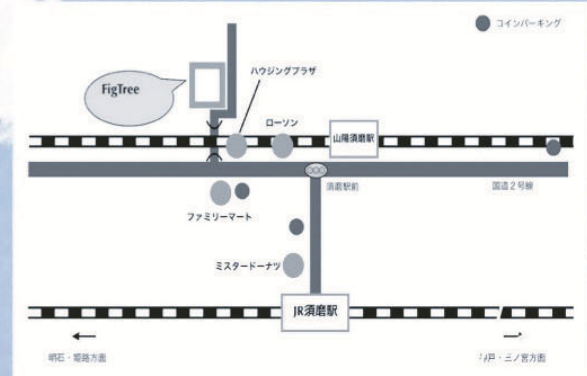 コインパーキング
ハウジングプラザ
FigTree
ローソン
山陽須磨駅
須磨駅前
国道2号線
ファミリーマート
ミスタードーナツ
JR須磨駅
明石・姫路方面
神戸・三ノ宮方面